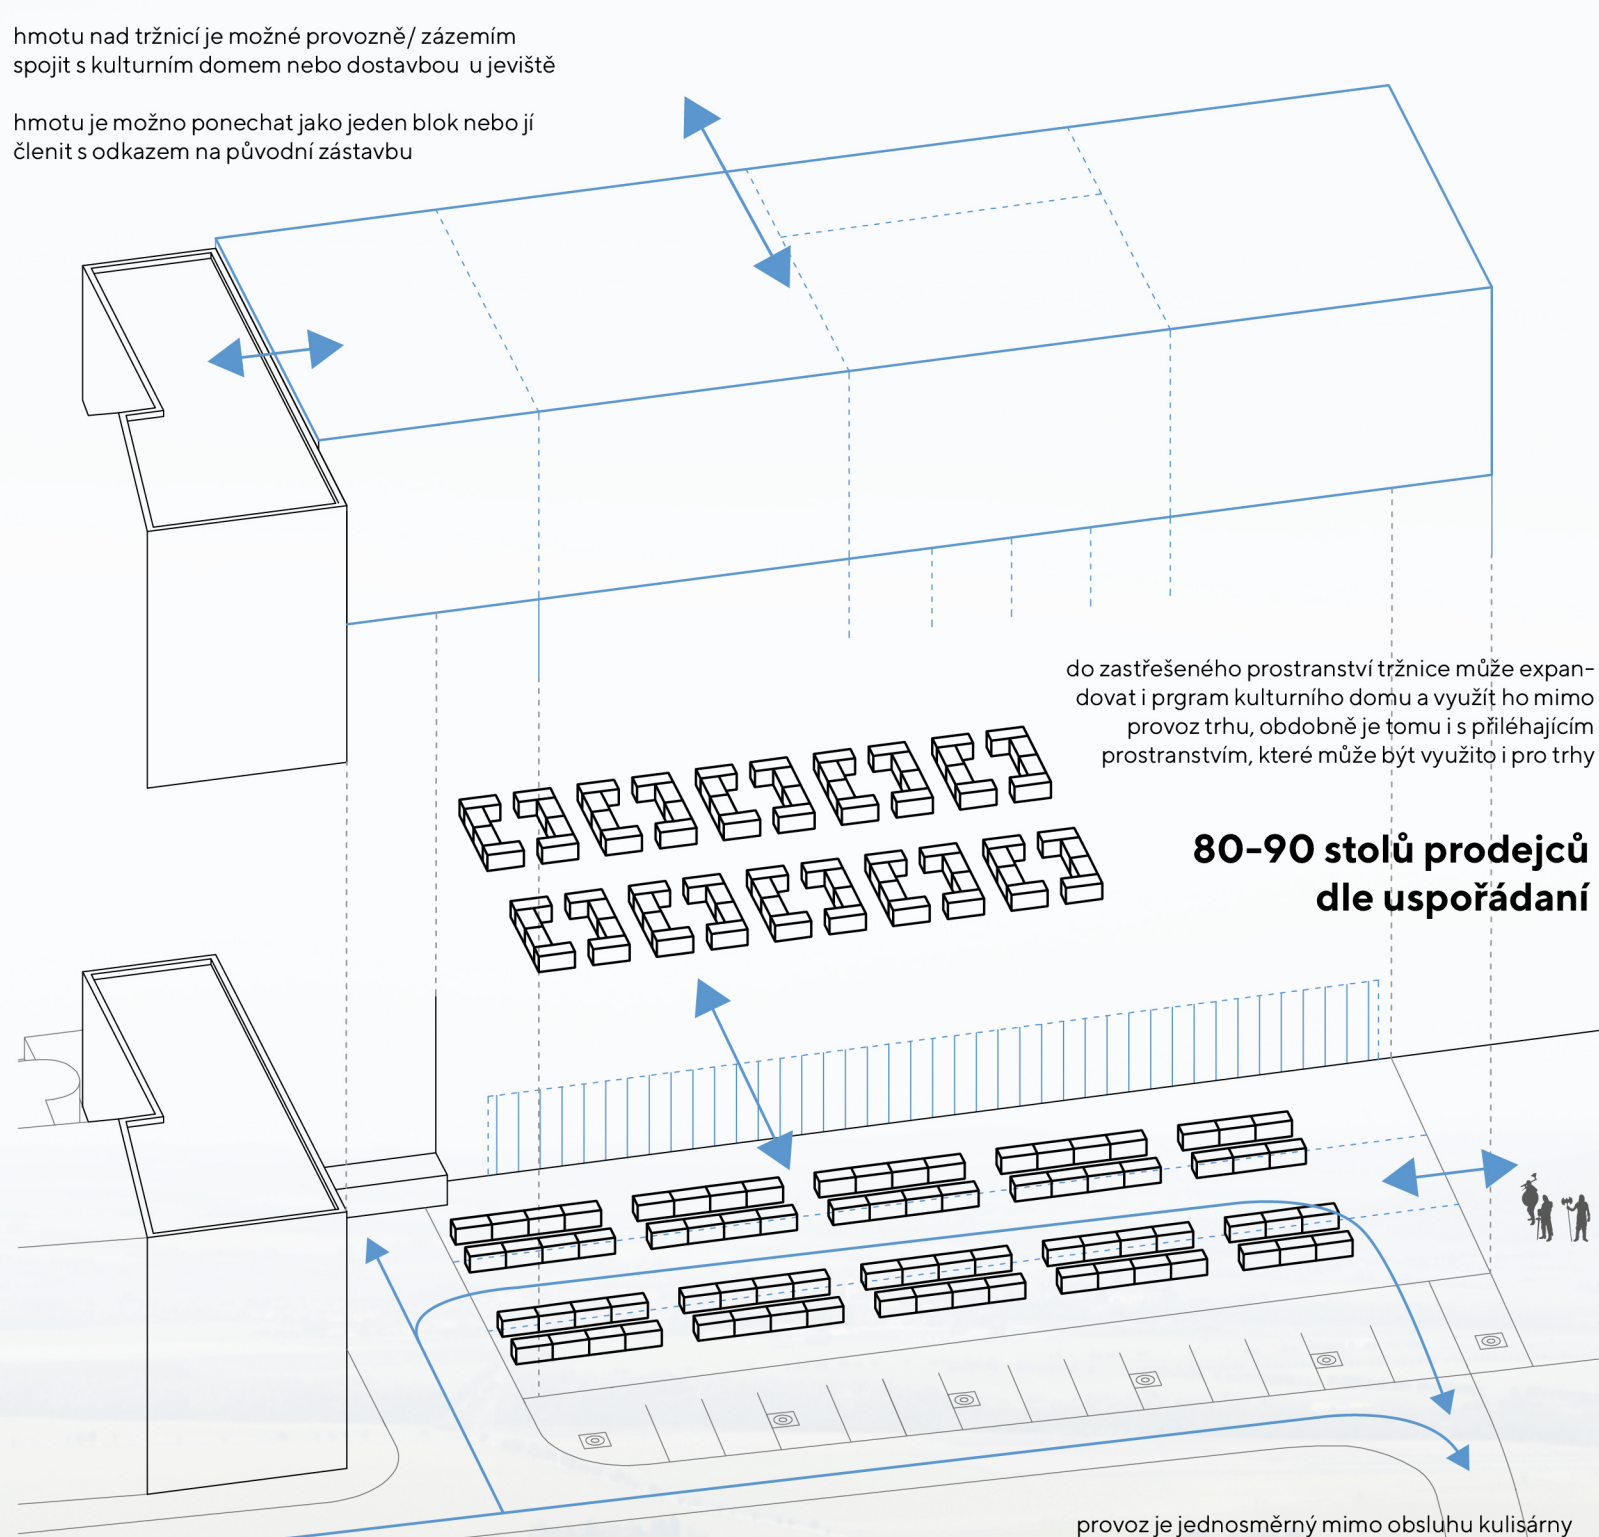 hmotu nad tržnicí je možné provozně/ zázemím
spojit s kulturním domem nebo dostavbou u jeviště
hmotu je možno ponechat jako jeden blok nebo jí
členit s odkazem na původní zástavbu
do zastřešeného prostranství tržnice může expan-
dovat i prgram kulturního domu a využít ho mimo
provoz trhu, obdobně je tomu i s přiléhajícím
prostranstvím, které může být využito i pro trhy
80-90 stolů prodejců
dle uspořádaní
provoz je jednosměrný mimo obsluhu kulisárny